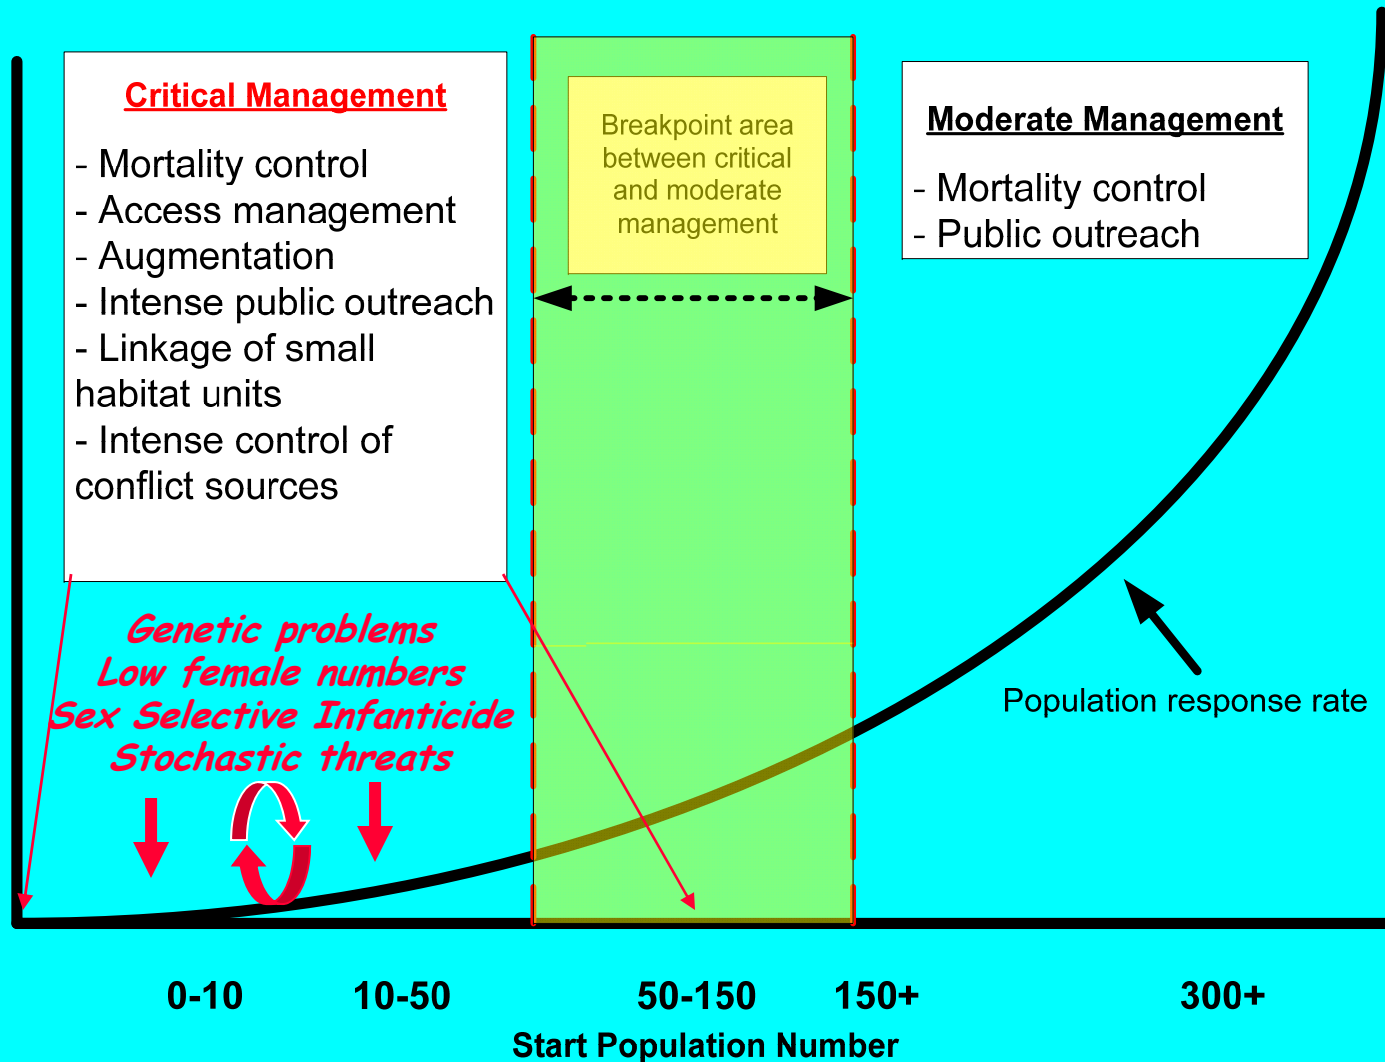 Critical Management
- Mortality control
- Access management
- Augmentation
- Intense public outreach
- Linkage of small
habitat units
- Intense control of
conflict sources
Breakpoint area
between critical
and moderate
management
Moderate Management
- Mortality control
- Public outreach
Genetic problems
Low female numbers
Sex Selective Infanticide
Stochastic threats
Population response rate
0-10 10-50 50-150 150+ 300+
Start Population Number